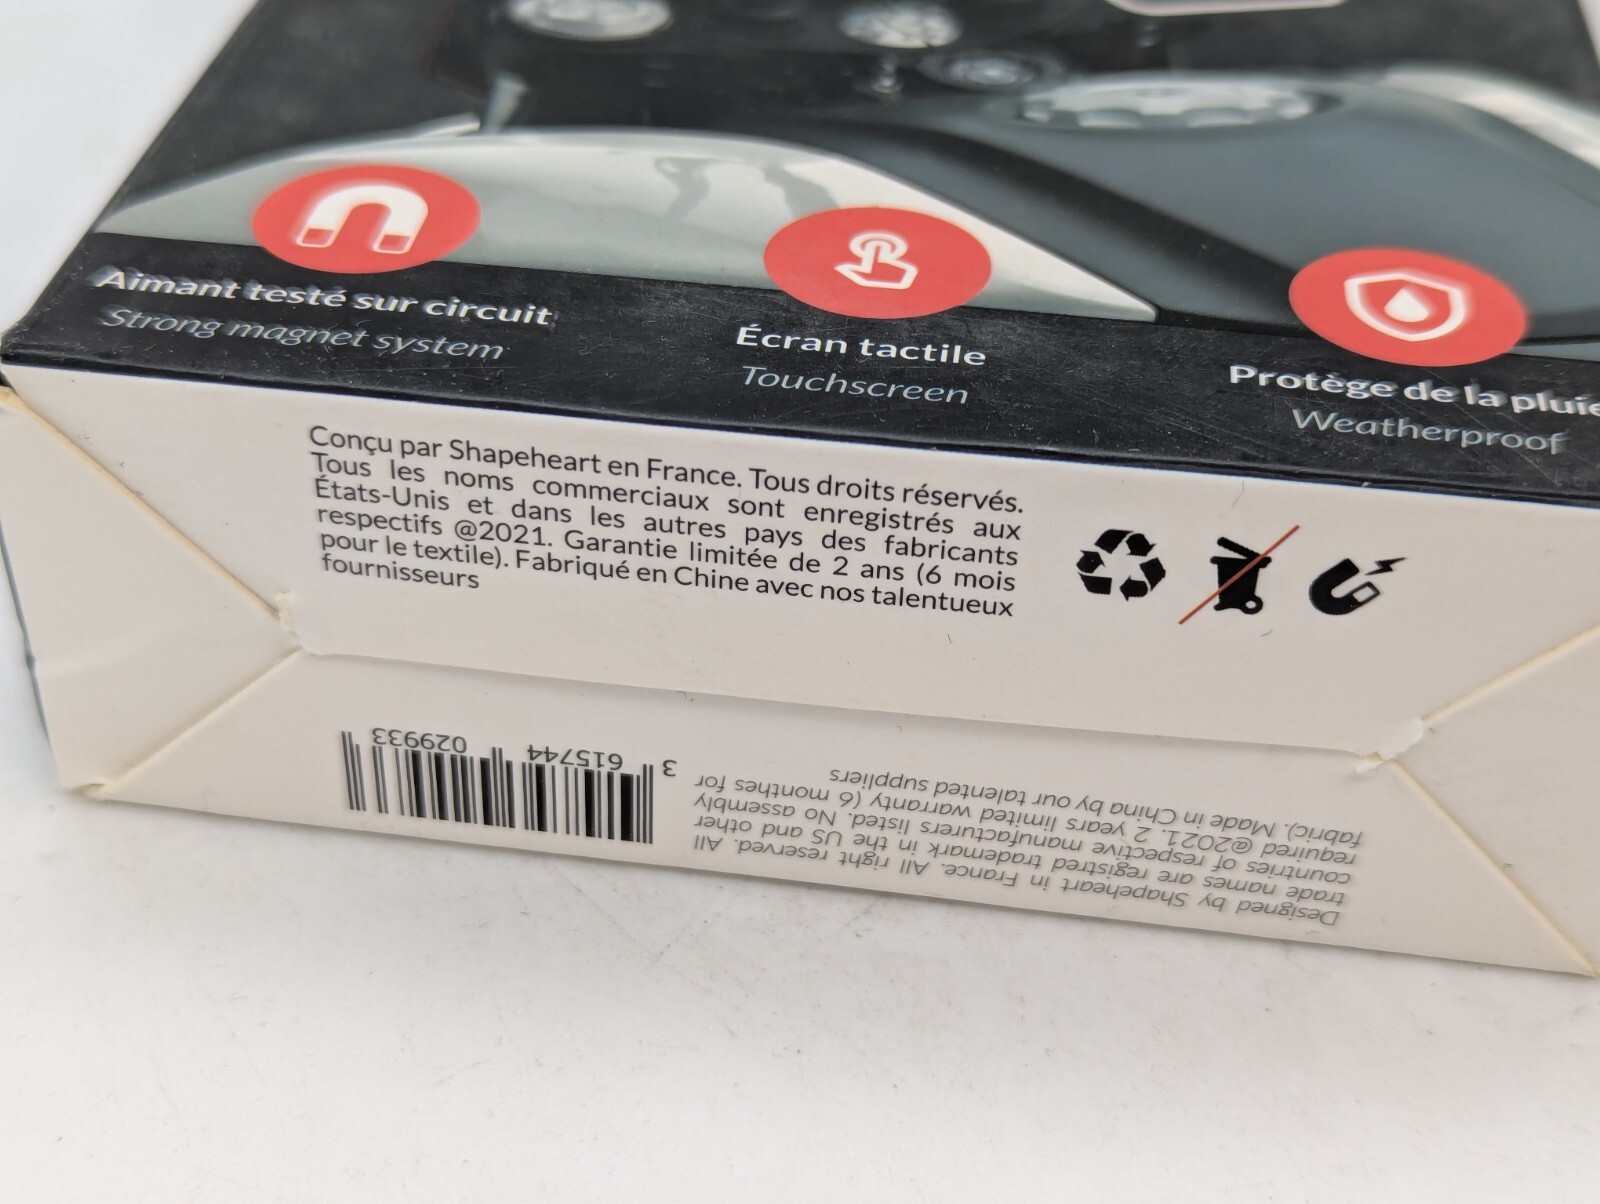 Aimant testé sur circuit
Strong magnet system
Écran tactile
Touchscreen
Protège de la pluie
Weatherproof
Conçu par Shapeheart en France. Tous droits réservés.
Tous les noms commerciaux sont enregistrés aux
États-Unis et dans les autres pays des fabricants
respectifs @2021. Garantie limitée de 2 ans (6 mois
pour le textile). Fabriqué en Chine avec nos talentueux
fournisseurs
Designed by Shapeheart in France. All right reserved. All
trade names are registred trademark in the US and other
countries of respective manufacturers listed. No assembly
required @2021. 2 years limited warranty (6 monthes for
fabric). Made in China by our talented suppliers
3 615744 029933